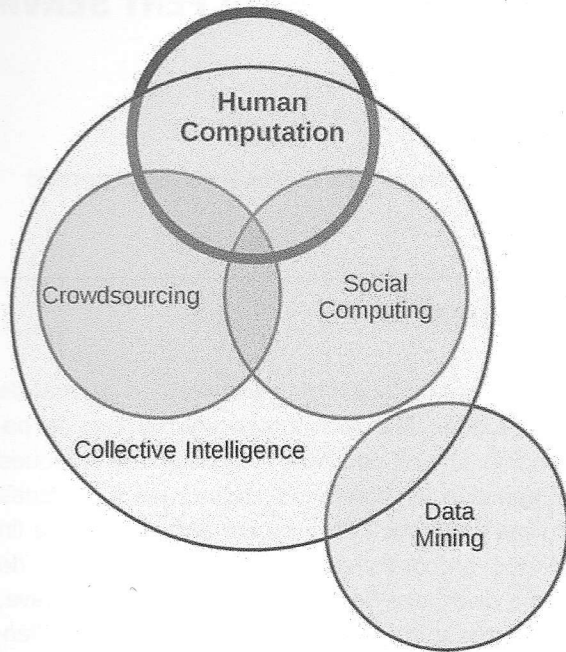 Human
Computation
Crowdsourcing
Social
Computing
Collective Intelligence
Data
Mining